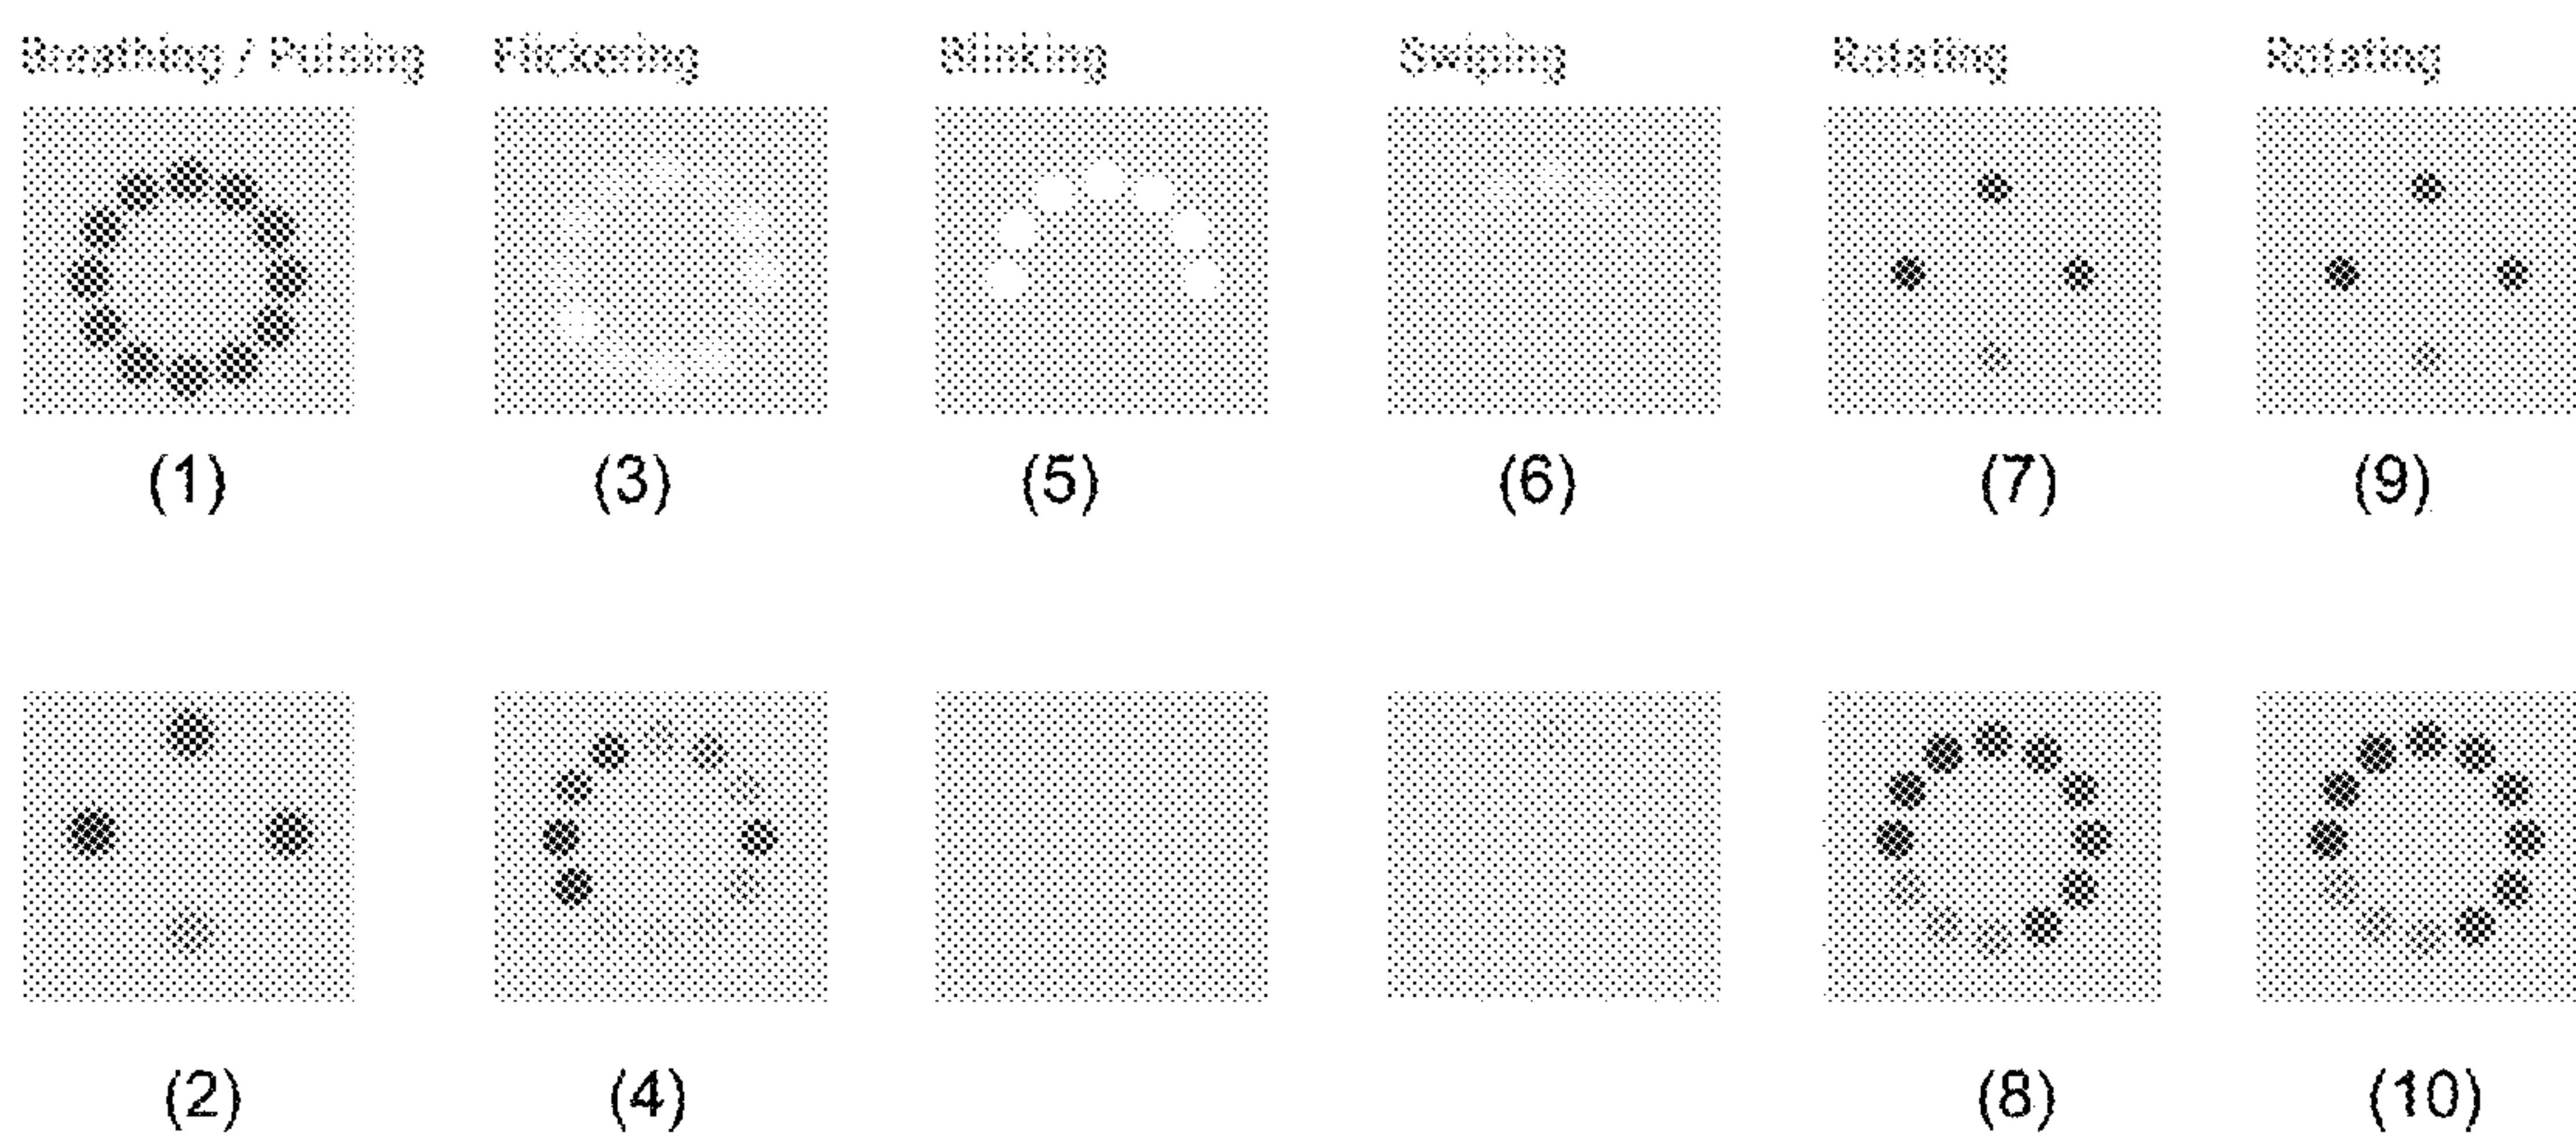 Breathing / Pulsing Flickering Blinking Swiping Rotating Rotating
(1) (3) (5) (6) (7) (9)
(2) (4) (8) (10)